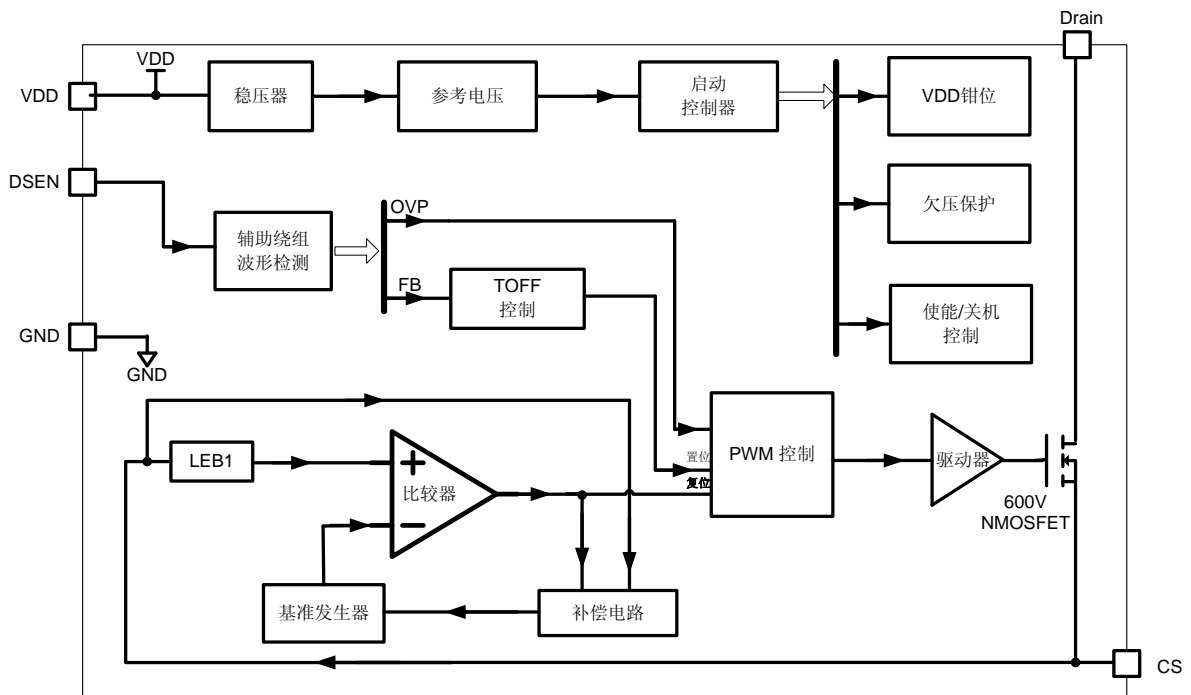 Drain
VDD
VDD
稳压器
参考电压
启动
控制器
VDD钳位
DSEN
欠压保护
辅助绕组
波形检测
OVP
FB
TOFF
控制
使能/关机
控制
GND
GND
LEB1
+
比较器
−
置位
复位
PWM 控制
驱动器
600V
NMOSFET
基准发生器
补偿电路
CS